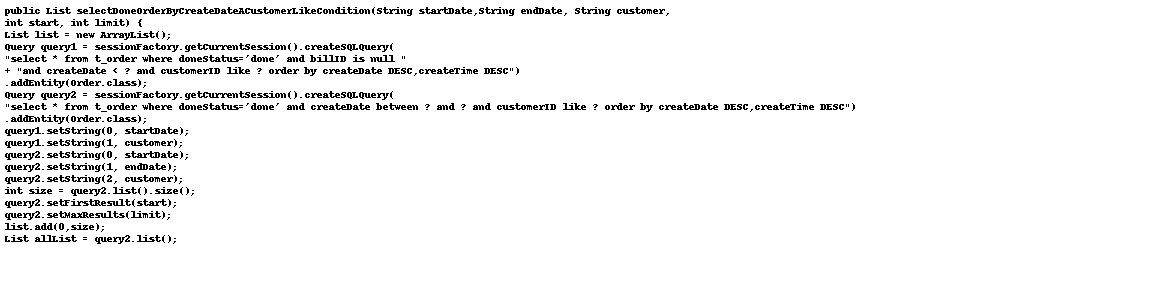 public List selectDoneOrderByCreateDateACustomerLikeCondition(String startDate,String endDate, String customer,
int start, int limit) {
List list = new ArrayList();
Query query1 = sessionFactory.getCurrentSession().createSQLQuery(
"select * from t_order where doneStatus='done' and billID is null "
+ "and createDate < ? and customerID like ? order by createDate DESC,createTime DESC")
.addEntity(Order.class);
Query query2 = sessionFactory.getCurrentSession().createSQLQuery(
"select * from t_order where doneStatus='done' and createDate between ? and ? and customerID like ? order by createDate DESC,createTime DESC")
.addEntity(Order.class);
query1.setString(0, startDate);
query1.setString(1, customer);
query2.setString(0, startDate);
query2.setString(1, endDate);
query2.setString(2, customer);
int size = query2.list().size();
query2.setFirstResult(start);
query2.setMaxResults(limit);
list.add(0,size);
List allList = query2.list();